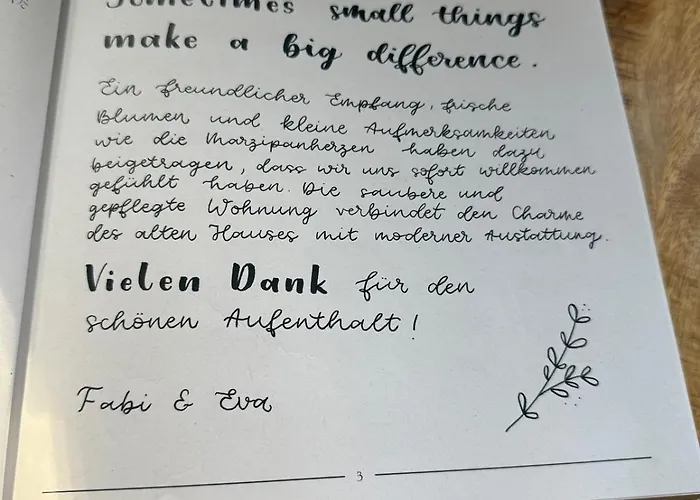 Sometimes small things
make a big difference.
Ein freundlicher Empfang, frische
Blumen und kleine Aufmerksamkeiten
wie die Marzipanherzen haben dazu
beigetragen, dass wir uns sofort willkommen
gefühlt haben. Die saubere und
gepflegte Wohnung verbindet den Charme
des alten Hauses mit moderner Austattung.
Vielen Dank für den
schönen Aufenthalt!
Fabi & Eva
3